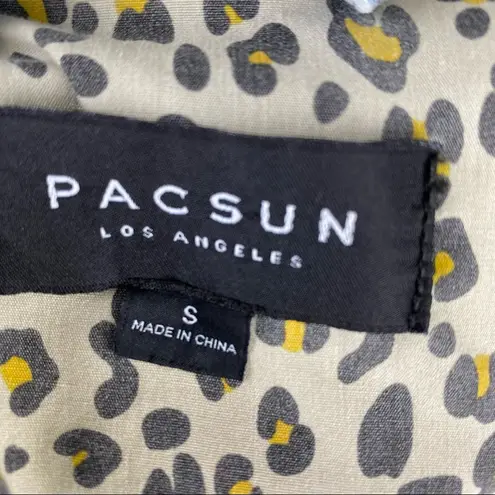 PACSUN
LOS ANGELES
S
MADE IN CHINA